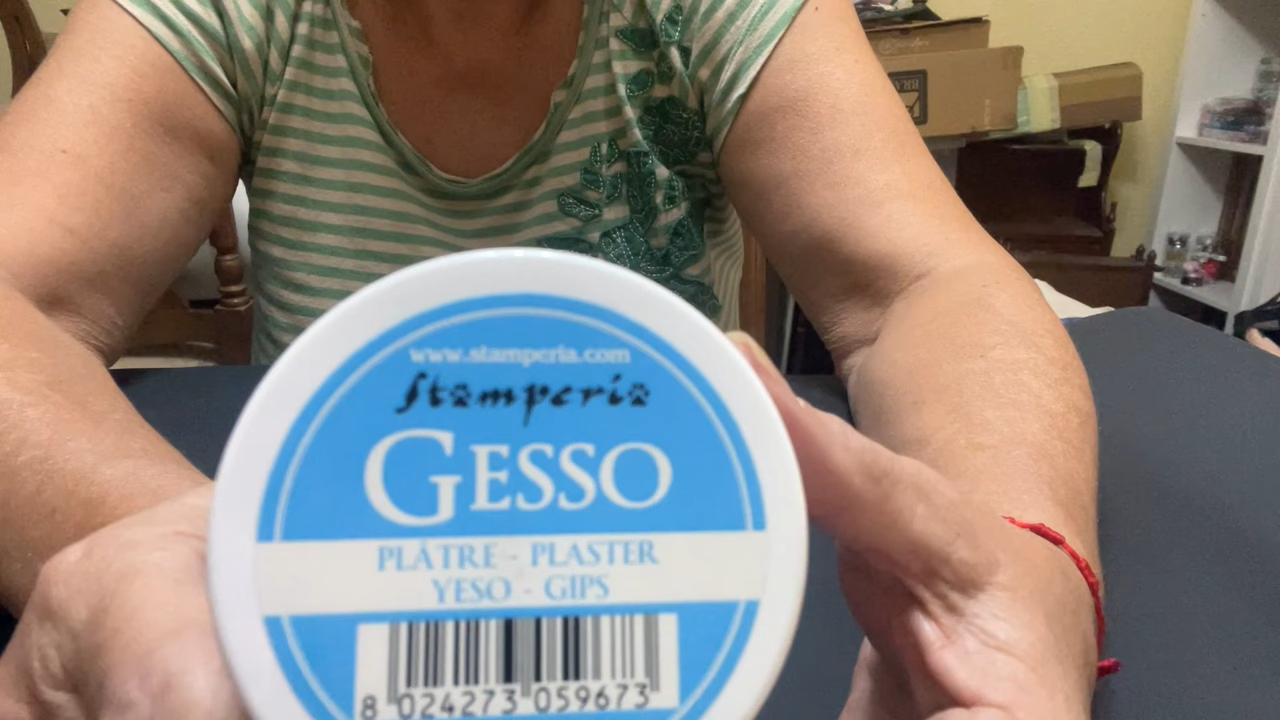 www.stamperia.com
Stamperia
GESSO
PLÂTRE - PLASTER
YESO - GIPS
8 024273 059673